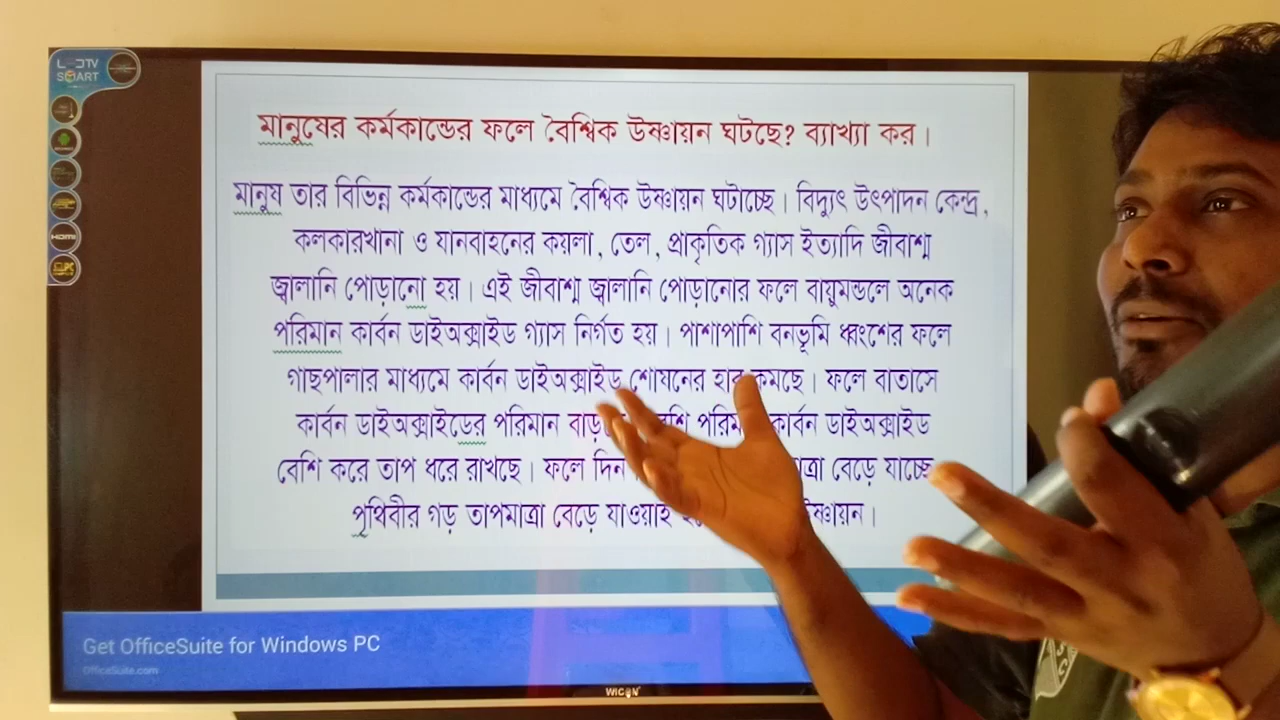 LEDTV
SMART
HDMI
মানুষের কর্মকান্ডের ফলে বৈশ্বিক উষ্ণায়ন ঘটছে? ব্যাখ্যা কর।
মানুষ তার বিভিন্ন কর্মকান্ডের মাধ্যমে বৈশ্বিক উষ্ণায়ন ঘটাচ্ছে। বিদ্যুৎ উৎপাদন কেন্দ্র,
কলকারখানা ও যানবাহনের কয়লা, তেল, প্রাকৃতিক গ্যাস ইত্যাদি জীবাশ্ম
জ্বালানি পোড়ানো হয়। এই জীবাশ্ম জ্বালানি পোড়ানোর ফলে বায়ুমন্ডলে অনেক
পরিমান কার্বন ডাইঅক্সাইড গ্যাস নির্গত হয়। পাশাপাশি বনভূমি ধ্বংশের ফলে
গাছপালার মাধ্যমে কার্বন ডাইঅক্সাইড শোষনের হার কমছে। ফলে বাতাসে
কার্বন ডাইঅক্সাইডের পরিমান কার্বন ডাইঅক্সাইড
বেশি করে তাপ ধরে রাখছে। ফলে দিন বেড়ে যাচ্ছে
পৃথিবীর গড় তাপমাত্রা বেড়ে যাওয়াই উষ্ণায়ন।
Get OfficeSuite for Windows PC
OfficeSuite.com
WICON